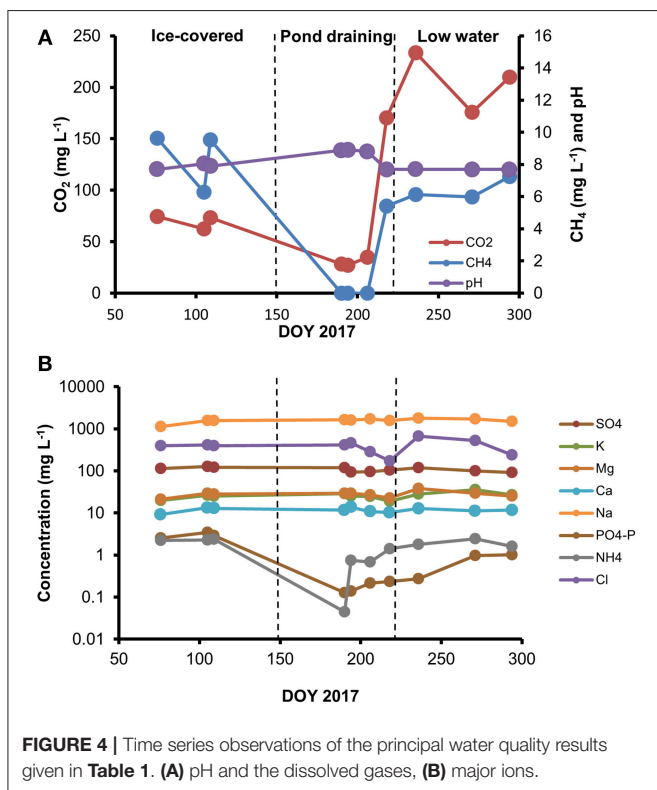 A
Ice-covered Pond draining Low water
250
200
150
100
50
0
CO2 (mg L-1)
16
14
12
10
8
6
4
2
0
CH4 (mg L-1) and pH
CO2
CH4
pH
50 100 150 200 250 300
DOY 2017
B
10000
1000
100
10
1
0.1
0.01
Concentration (mg L-1)
SO4
K
Mg
Ca
Na
PO4-P
NH4
Cl
50 100 150 200 250 300
DOY 2017
FIGURE 4 | Time series observations of the principal water quality results
given in Table 1. (A) pH and the dissolved gases, (B) major ions.